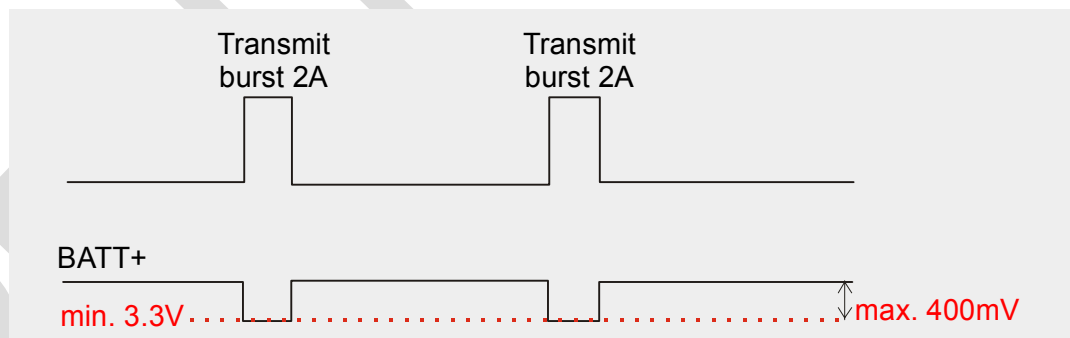 Transmit
burst 2A
Transmit
burst 2A
BATT+
min. 3.3V
max. 400mV